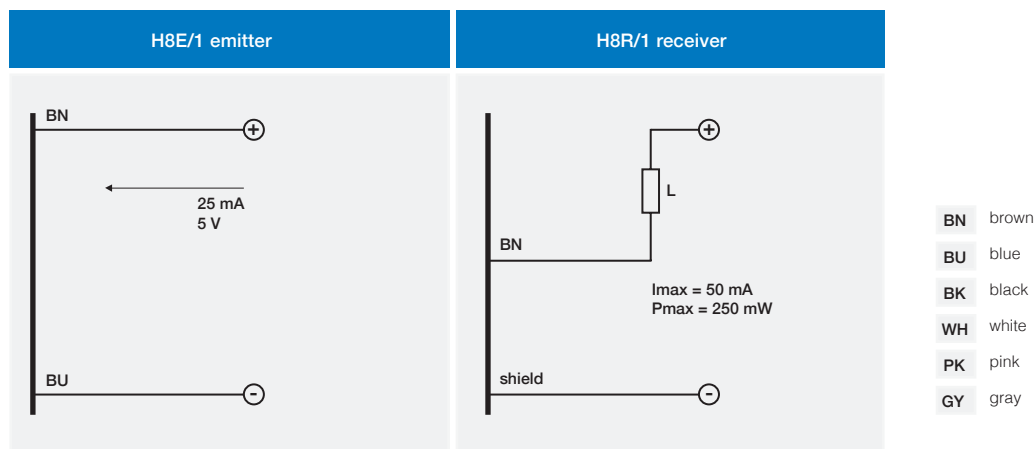 H8E/1 emitter
BN
+
25 mA
5 V
BU
-
H8R/1 receiver
+
L
BN
Imax = 50 mA
Pmax = 250 mW
shield
-
BN brown
BU blue
BK black
WH white
PK pink
GY gray